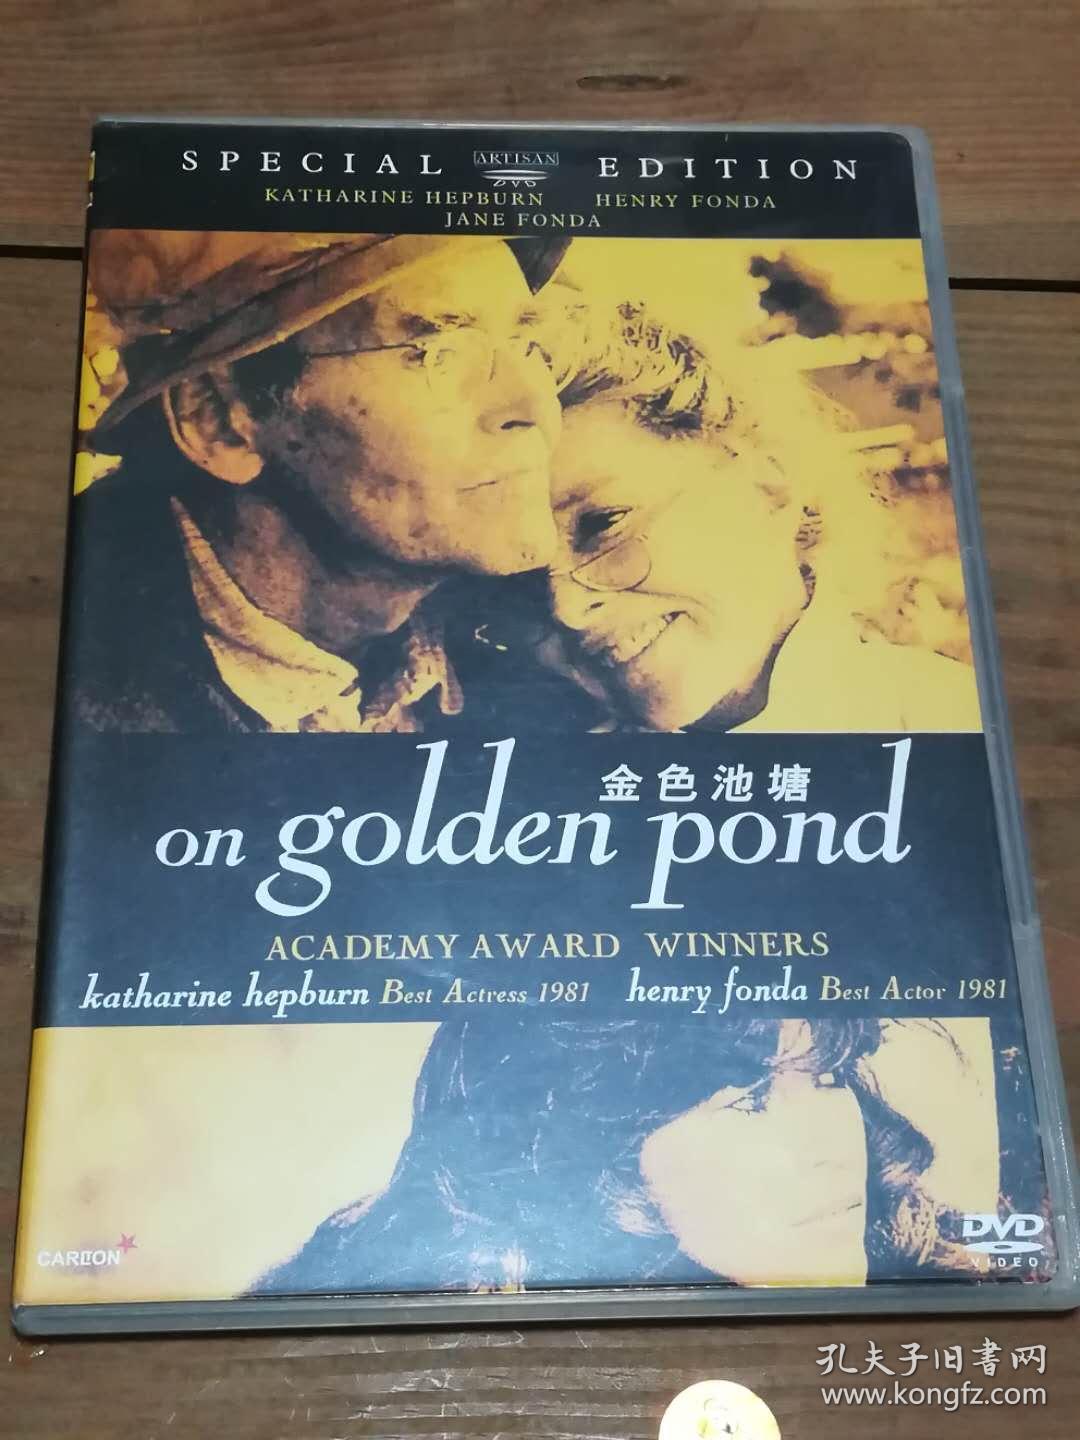 SPECIAL ARTISAN EDITION
DVD
KATHARINE HEPBURN HENRY FONDA
JANE FONDA
金色池塘
on golden pond
ACADEMY AWARD WINNERS
katharine hepburn Best Actress 1981 henry fonda Best Actor 1981
CARLTON
DVD
VIDEO
孔夫子旧書网
www.kongfz.com